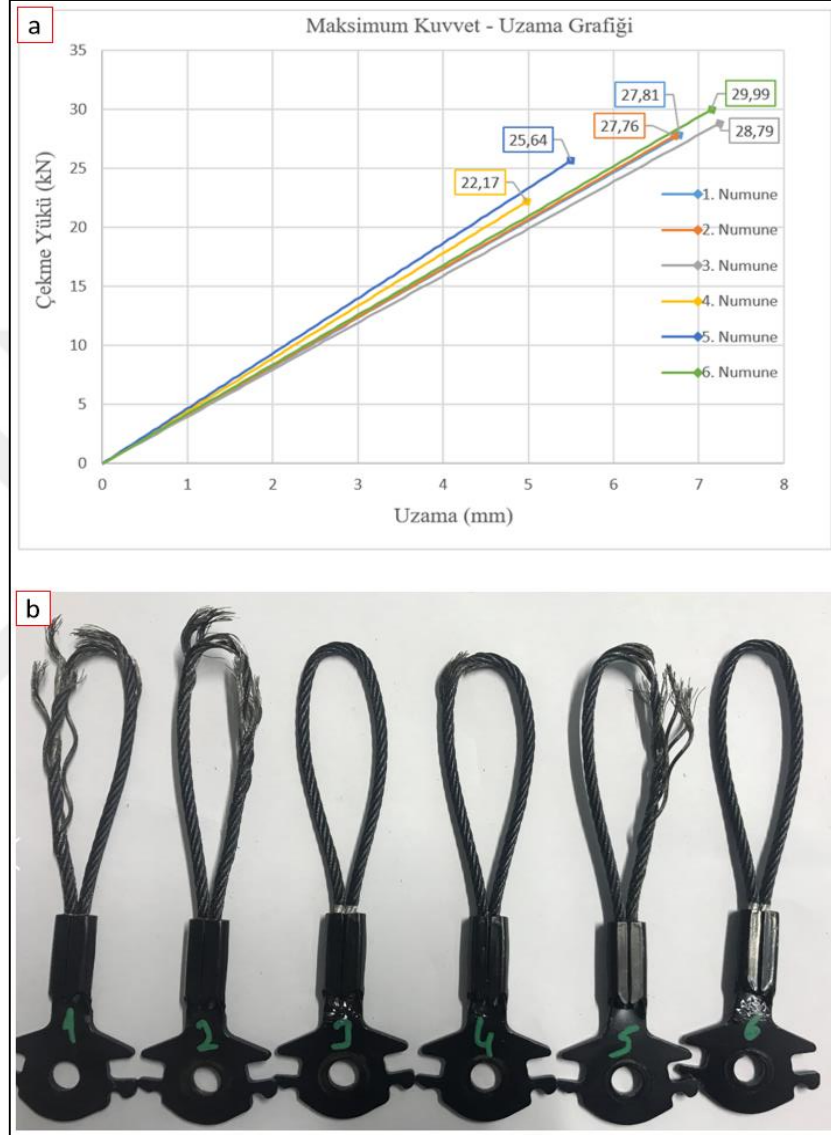 a
Maksimum Kuvvet - Uzama Grafiği
35
30
25
20
15
10
5
0
Çekme Yükü (kN)
27,81
29,99
27,76
28,79
25,64
22,17
1. Numune
2. Numune
3. Numune
4. Numune
5. Numune
6. Numune
0 1 2 3 4 5 6 7 8
Uzama (mm)
b
1 2 3 4 5 6